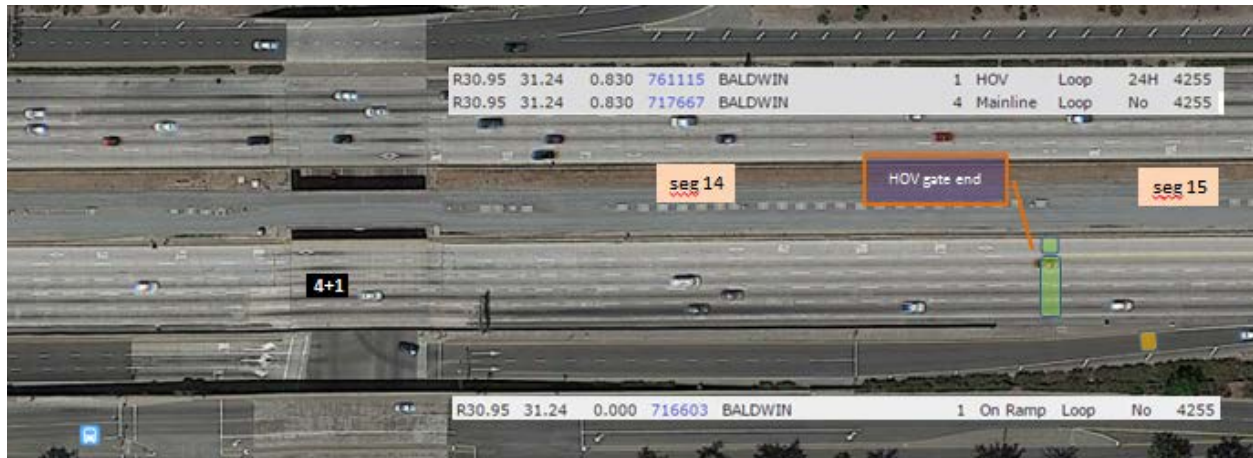 R30.95 31.24 0.830 761115 BALDWIN 1 HOV Loop 24H 4255
R30.95 31.24 0.830 717667 BALDWIN 4 Mainline Loop No 4255
seg 14
HOV gate end
seg 15
4+1
R30.95 31.24 0.000 716603 BALDWIN 1 On Ramp Loop No 4255